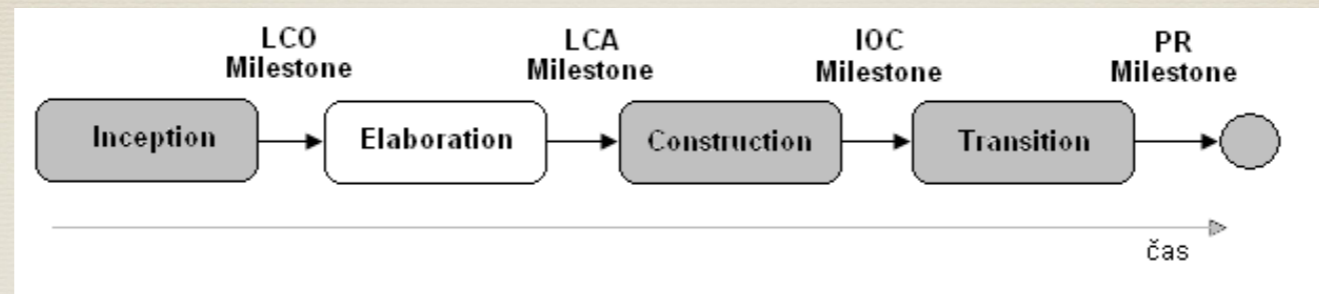 LCO
Milestone
LCA
Milestone
IOC
Milestone
PR
Milestone
Inception
Elaboration
Construction
Transition
čas